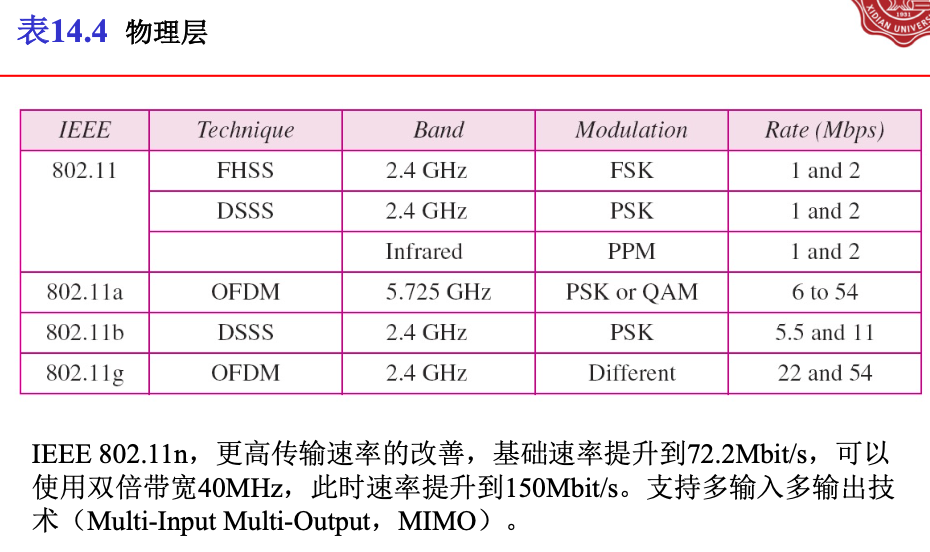 表14.4 物理层
1931
XIDIAN UNIVERS
IEEE Technique Band Modulation Rate (Mbps)
802.11 FHSS 2.4 GHz FSK 1 and 2
DSSS 2.4 GHz PSK 1 and 2
Infrared PPM 1 and 2
802.11a OFDM 5.725 GHz PSK or QAM 6 to 54
802.11b DSSS 2.4 GHz PSK 5.5 and 11
802.11g OFDM 2.4 GHz Different 22 and 54
IEEE 802.11n，更高传输速率的改善，基础速率提升到72.2Mbit/s，可以
使用双倍带宽40MHz，此时速率提升到150Mbit/s。支持多输入多输出技
术（Multi-Input Multi-Output，MIMO）。